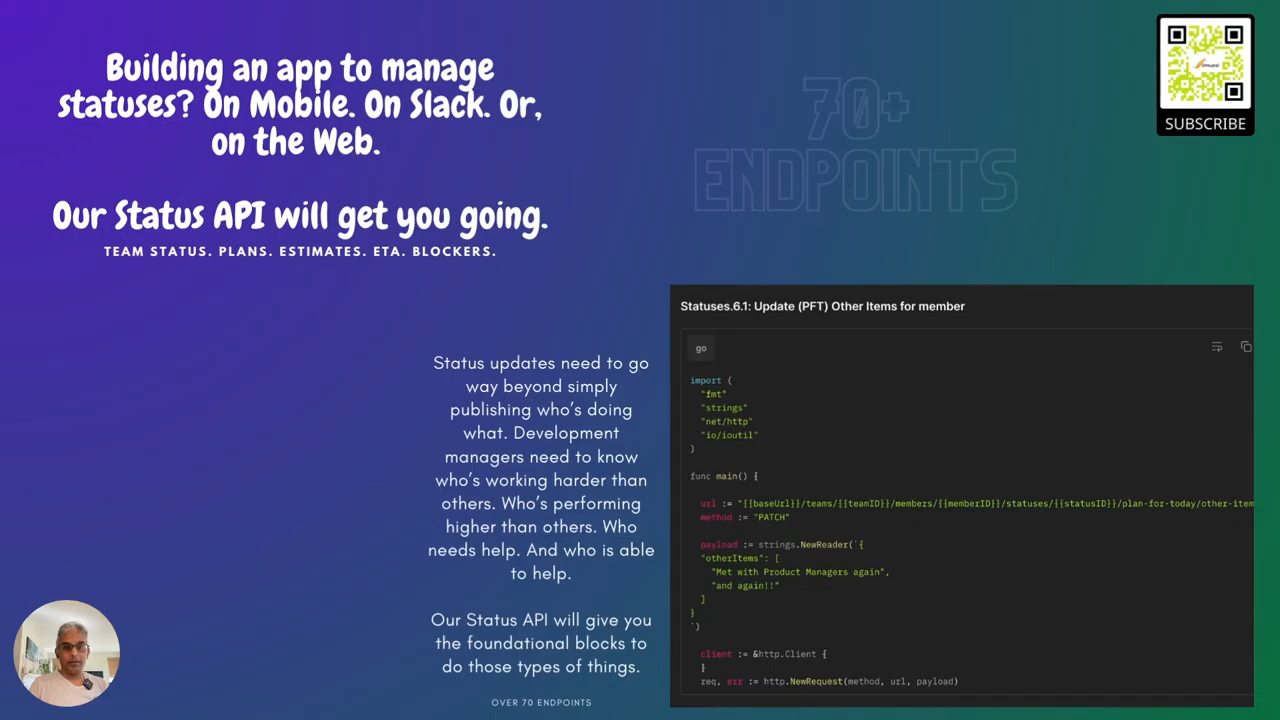 Building an app to manage
statuses? On Mobile. On Slack. Or,
on the Web.
Our Status API will get you going.
TEAM STATUS. PLANS. ESTIMATES. ETA. BLOCKERS.
70+
ENDPOINTS
SUBSCRIBE
Status updates need to go
way beyond simply
publishing who's doing
what. Development
managers need to know
who's working harder than
others. Who's performing
higher than others. Who
needs help. And who is able
to help.
Our Status API will give you
the foundational blocks to
do those types of things.
OVER 70 ENDPOINTS
Statuses.6.1: Update (PFT) Other Items for member
go
import (
"fmt"
"strings"
"net/http"
"io/ioutil"
)
func main() {
url := "{{baseUrl}}/teams/{{teamID}}/members/{{memberID}}/statuses/{{statusID}}/plan-for-today/other-item
method := "PATCH"
payload := strings.NewReader(`{
"otherItems": [
"Met with Product Managers again",
"and again!!"
]
}
`)
client := &http.Client {
}
req, err := http.NewRequest(method, url, payload)